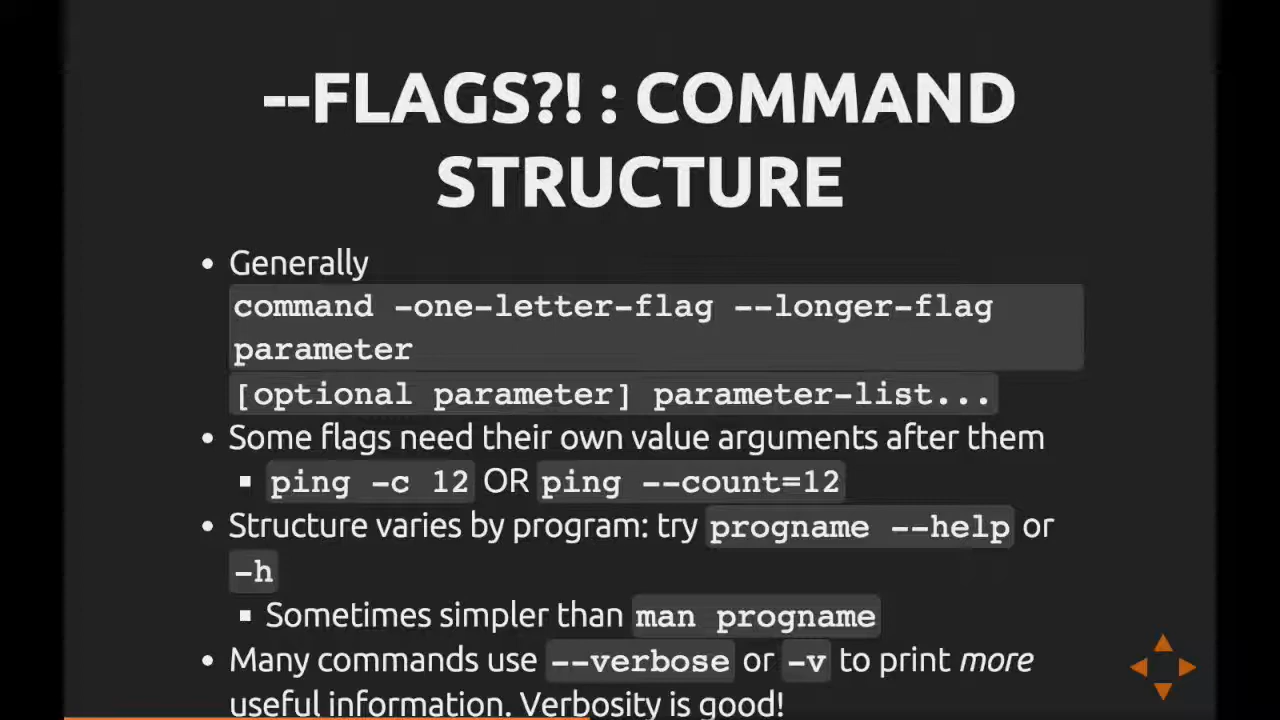 --FLAGS?! : COMMAND
STRUCTURE
• Generally
command -one-letter-flag --longer-flag
parameter
[optional parameter] parameter-list...
• Some flags need their own value arguments after them
▪ ping -c 12 OR ping --count=12
• Structure varies by program: try progname --help or
-h
▪ Sometimes simpler than man progname
• Many commands use --verbose or -v to print more
useful information. Verbosity is good!